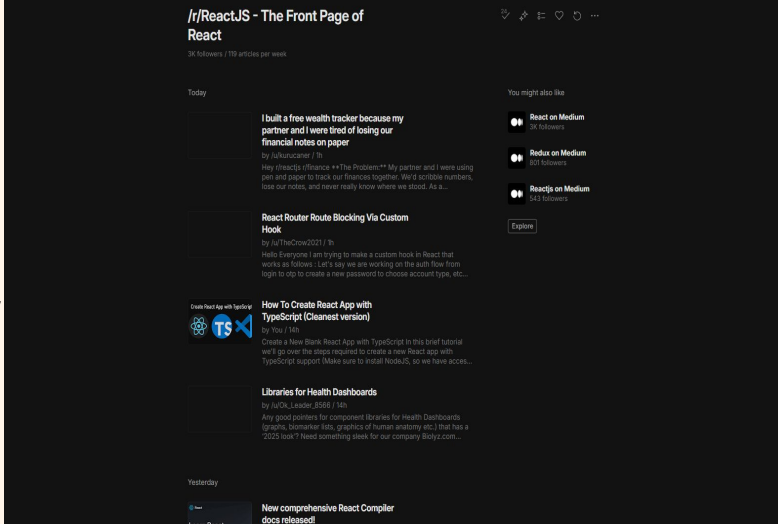 /r/ReactJS - The Front Page of
React
3K followers / 119 articles per week
24
Today
I built a free wealth tracker because my
partner and I were tired of losing our
financial notes on paper
by /u/kurucaner / 1h
Hey r/reactjs r/finance **The Problem:** My partner and I were using
pen and paper to track our finances together. We'd scribble numbers,
lose our notes, and never really know where we stood. As a...
React Router Route Blocking Via Custom
Hook
by /u/TheCrow2021 / 1h
Hello Everyone I am trying to make a custom hook in React that
works as follows : Let's say we are working on the auth flow from
login to otp to create a new password to choose account type, etc...
Create React App with TypeScript
TS
How To Create React App with
TypeScript (Cleanest version)
by You / 14h
Create a New Blank React App with TypeScript In this brief tutorial
we'll go over the steps required to create a new React app with
TypeScript support (Make sure to install NodeJS, so we have acces...
Libraries for Health Dashboards
by /u/Ok_Leader_8566 / 14h
Any good pointers for component libraries for Health Dashboards
(graphs, biomarker lists, graphics of human anatomy etc.) that has a
'2025 look'? Need something sleek for our company Biolyz.com...
Yesterday
React
New comprehensive React Compiler
docs released!
You might also like
React on Medium
3K followers
Redux on Medium
801 followers
Reactjs on Medium
543 followers
Explore